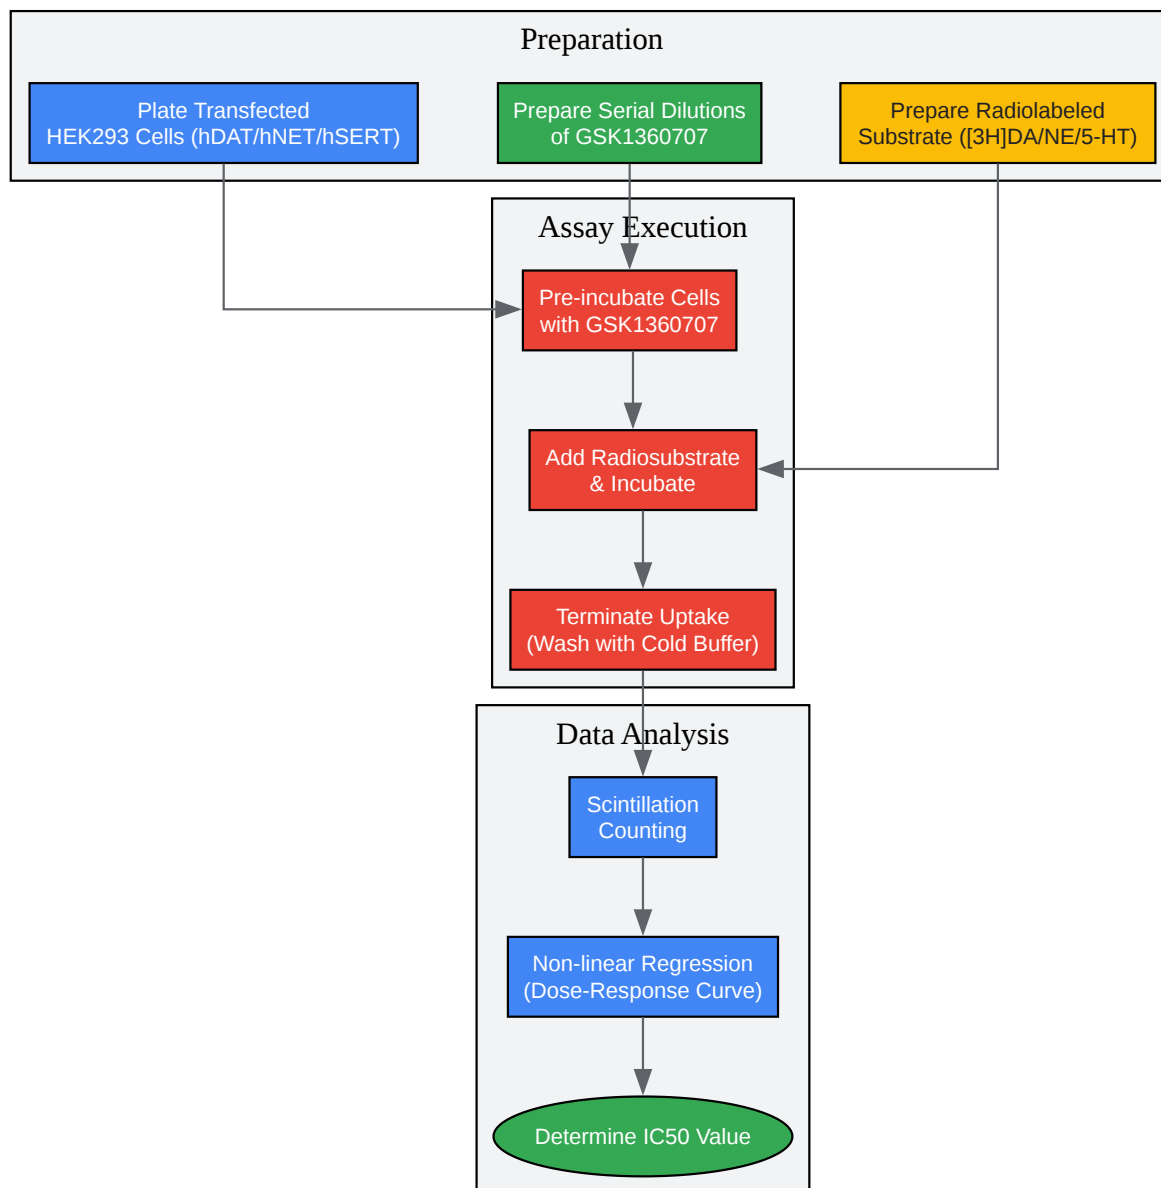 Preparation
Plate Transfected
HEK293 Cells (hDAT/hNET/hSERT)
Prepare Serial Dilutions
of GSK1360707
Prepare Radiolabeled
Substrate ([3H]DA/NE/5-HT)
Assay Execution
Pre-incubate Cells
with GSK1360707
Add Radiosubstrate
& Incubate
Terminate Uptake
(Wash with Cold Buffer)
Data Analysis
Scintillation
Counting
Non-linear Regression
(Dose-Response Curve)
Determine IC50 Value